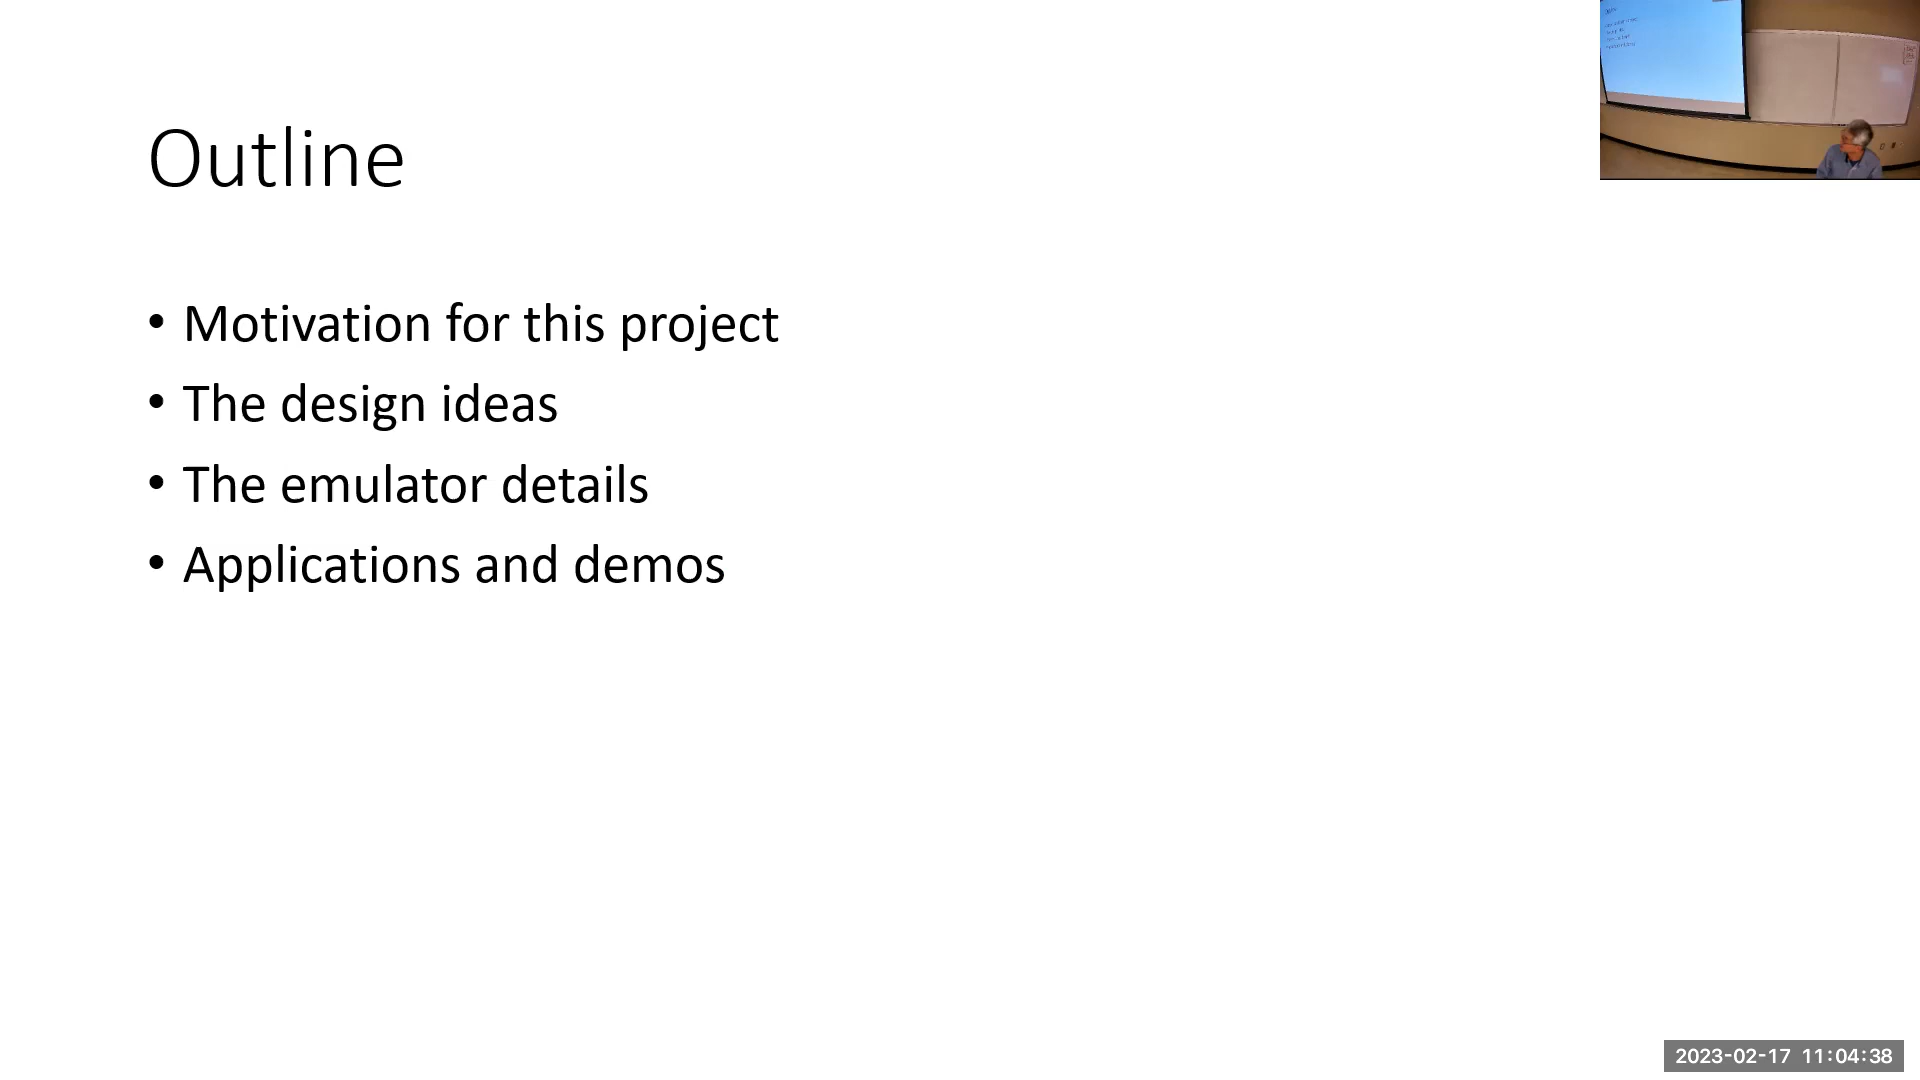 Outline
• Motivation for this project
• The design ideas
• The emulator details
• Applications and demos
2023-02-17 11:04:38